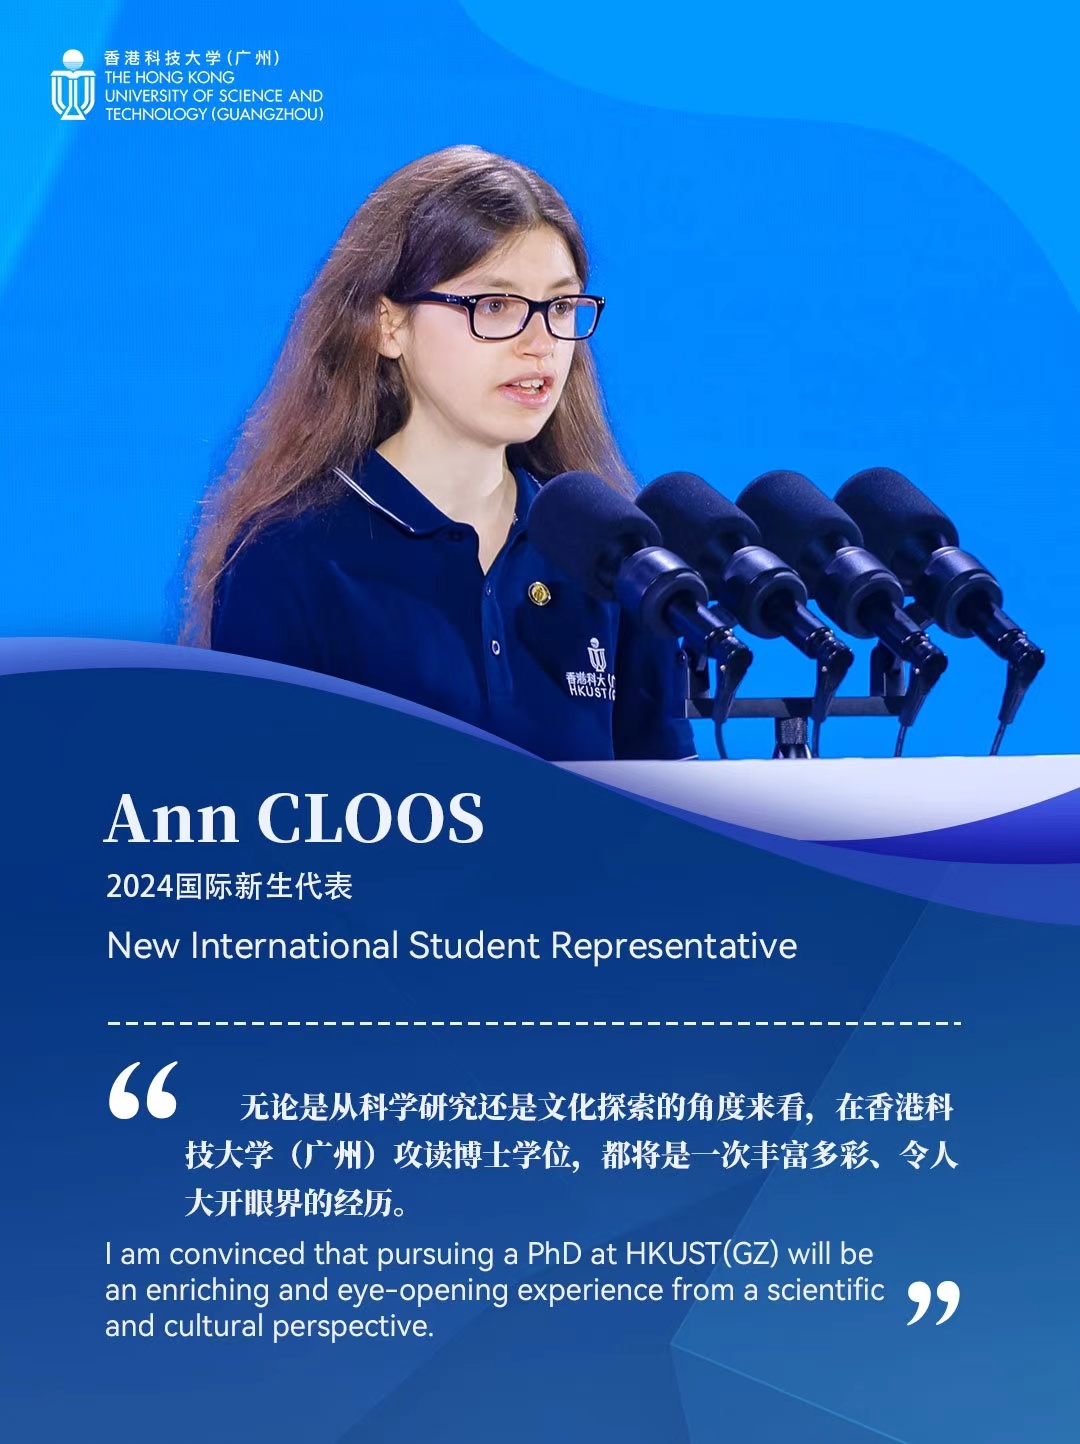 香港科技大学(广州)
THE HONG KONG
UNIVERSITY OF SCIENCE AND
TECHNOLOGY (GUANGZHOU)
香港科大
HKUST
Ann CLOOS
2024国际新生代表
New International Student Representative
“ 无论是从科学研究还是文化探索的角度来看，在香港科
技大学（广州）攻读博士学位，都将是一次丰富多彩、令人
大开眼界的经历。
I am convinced that pursuing a PhD at HKUST(GZ) will be
an enriching and eye-opening experience from a scientific
and cultural perspective. ”